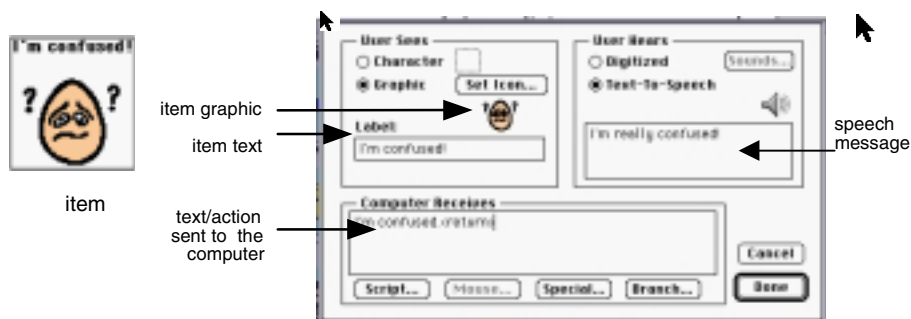 I'm confused!
? ?
item
item graphic
item text
text/action
sent to the
computer
User Sees
Character
Graphic
Set Icon...
Label:
I'm confused!
User Hears
Digitized
Sounds...
Text-To-Speech
I'm really confused!
speech
message
Computer Receives
I'm confused.‹return›
Script...
Mouse...
Special...
Branch...
Cancel
Done